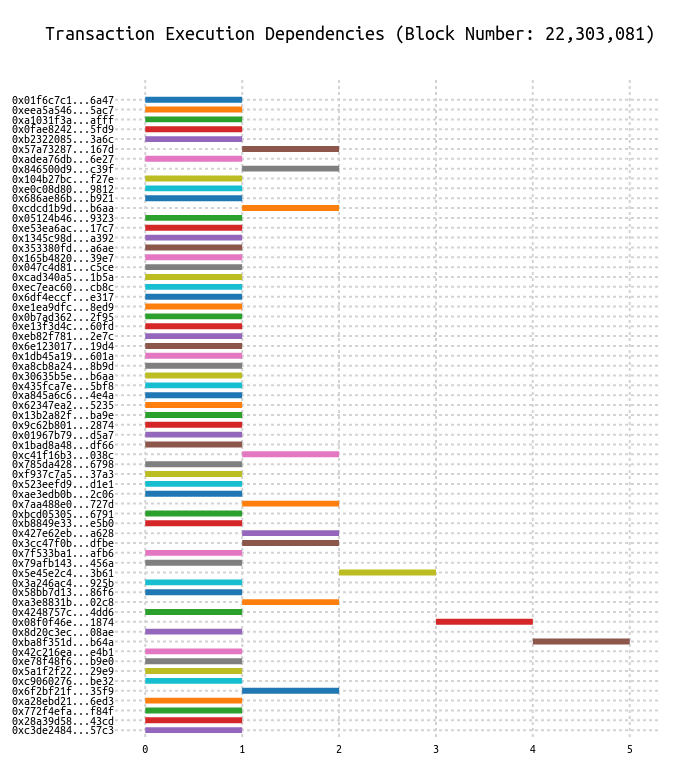 Transaction Execution Dependencies (Block Number: 22,303,081)
0x01f6c7c1...6a47
0xeea5a546...5ac7
0xa1031f3a...afff
0x0fae8242...5fd9
0xb2322085...3a6c
0x57a73287...167d
0xadea76db...6e27
0x846500d9...c39f
0x104b27bc...f27e
0xe0c08d80...9812
0x686ae86b...b921
0xcdcd1b9d...b6aa
0x05124b46...9323
0xe53ea6ac...17c7
0x1345c98d...a392
0x353380fd...a6ae
0x165b4820...39e7
0x047c4d81...c5ce
0xcad340a5...1b5a
0xec7eac60...cb8c
0x6df4eccf...e317
0xe1ea9dfc...8ed9
0x0b7ad362...2f95
0xe13f3d4c...60fd
0xeb82f781...2e7c
0x6e123017...19d4
0x1db45a19...601a
0xa8cb8a24...8b9d
0x30635b5e...b6aa
0x435fca7e...5bf8
0xa845a6c6...4e4a
0x62347ea2...5235
0x13b2a82f...ba9e
0x9c62b801...2874
0x01967b79...d5a7
0x1bad8a48...df66
0xc41f16b3...038c
0x785da428...6798
0xf937c7a5...37a3
0x523eefd9...d1e1
0xae3edb0b...2c06
0x7aa488e0...727d
0xbcd05305...6791
0xb8849e33...e5b0
0x427e62eb...a628
0x3cc47f0b...dfbe
0x7f533ba1...afb6
0x79afb143...456a
0x5e45e2c4...3b61
0x3a246ac4...925b
0x58bb7d13...86f6
0xa3e8831b...02c8
0x4248757c...4dd6
0x08f0f46e...1874
0x8d20c3ec...08ae
0xba8f351d...b64a
0x42c216ea...e4b1
0xe78f48f6...b9e0
0x5a1f2f22...29e9
0xc9060276...be32
0x6f2bf21f...35f9
0xa28ebd21...6ed3
0x772f4efa...f84f
0x28a39d58...43cd
0xc3de2484...57c3
0 1 2 3 4 5